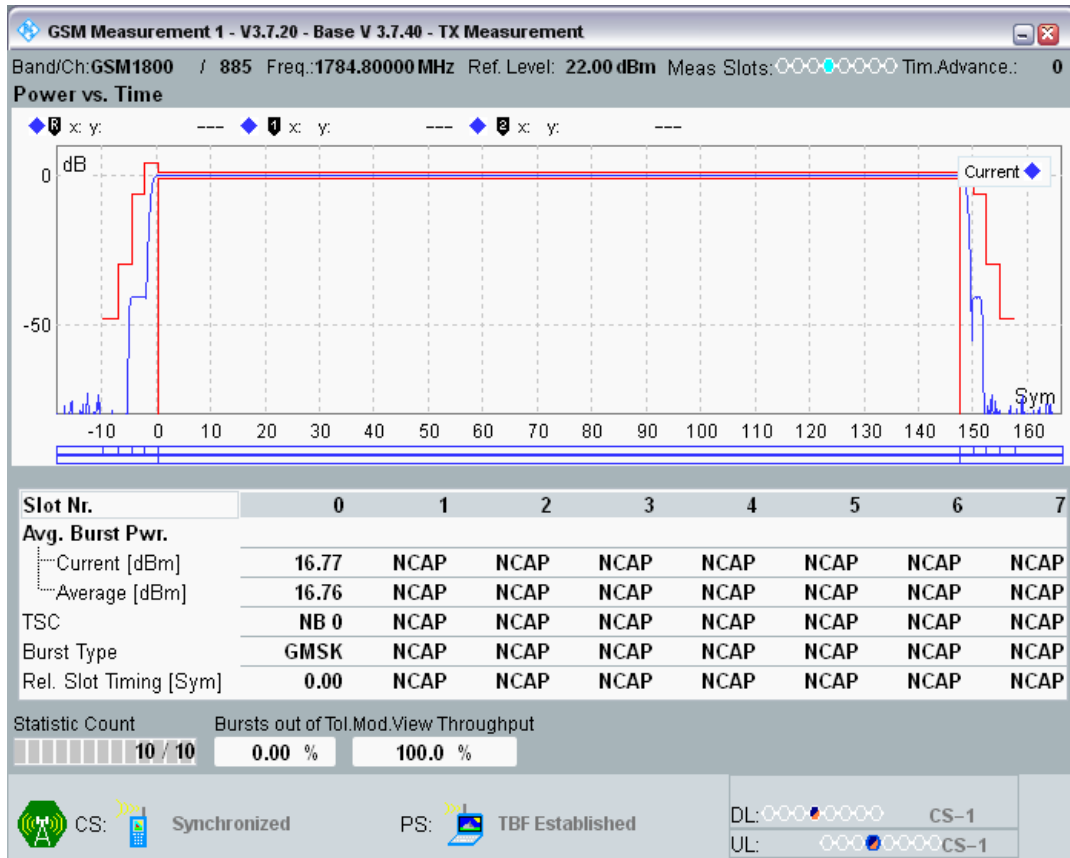 GSM Measurement 1 - V3.7.20 - Base V 3.7.40 - TX Measurement
Band/Ch:GSM1800 / 885 Freq.:1784.80000 MHz Ref. Level: 22.00 dBm Meas Slots: Tim.Advance.: 0
Power vs. Time
R x: y: --- 1 x: y: --- 2 x: y: ---
dB
0
Current
-50
Sym
-10 0 10 20 30 40 50 60 70 80 90 100 110 120 130 140 150 160
Slot Nr. 0 1 2 3 4 5 6 7
Avg. Burst Pwr.
Current [dBm] 16.77 NCAP NCAP NCAP NCAP NCAP NCAP NCAP
Average [dBm] 16.76 NCAP NCAP NCAP NCAP NCAP NCAP NCAP
TSC NB 0 NCAP NCAP NCAP NCAP NCAP NCAP NCAP
Burst Type GMSK NCAP NCAP NCAP NCAP NCAP NCAP NCAP
Rel. Slot Timing [Sym] 0.00 NCAP NCAP NCAP NCAP NCAP NCAP NCAP
Statistic Count Bursts out of Tol.Mod.View Throughput
10 / 10 0.00 % 100.0 %
CS: Synchronized PS: TBF Established
DL: CS-1
UL: CS-1